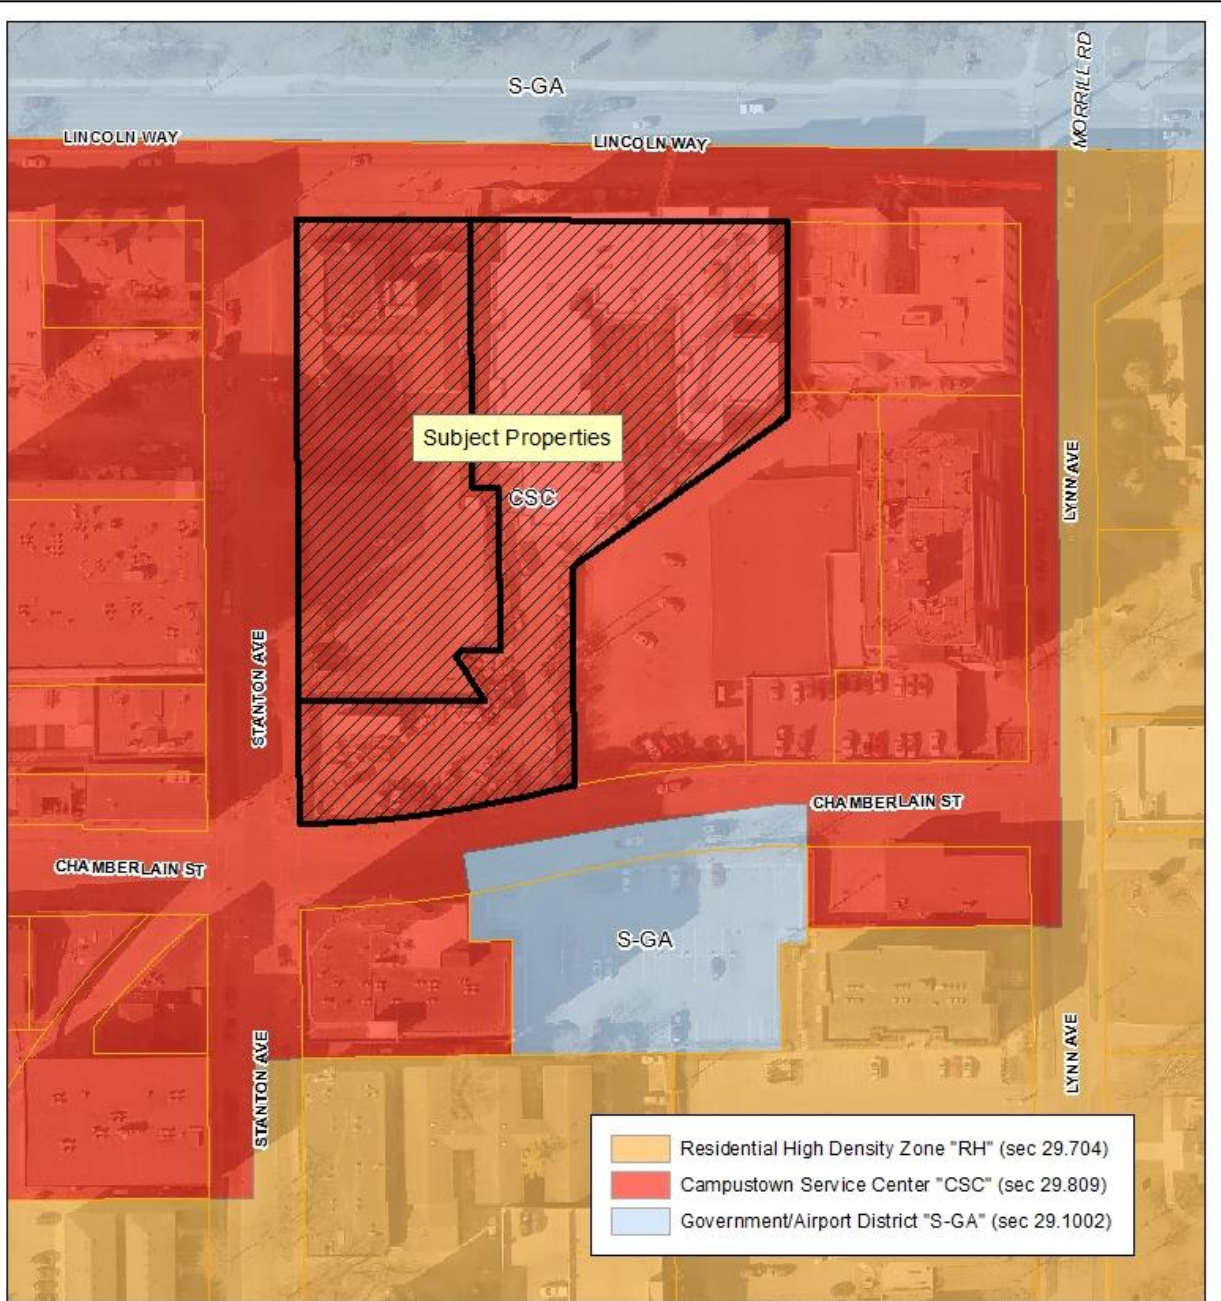 S-GA
MORRILL RD
LINCOLN WAY
LINCOLN WAY
Subject Properties
CSC
LYNN AVE
STANTON AVE
CHAMBERLAIN ST
CHAMBERLAIN ST
S-GA
STANTON AVE
LYNN AVE
Residential High Density Zone "RH" (sec 29.704)
Campustown Service Center "CSC" (sec 29.809)
Government/Airport District "S-GA" (sec 29.1002)